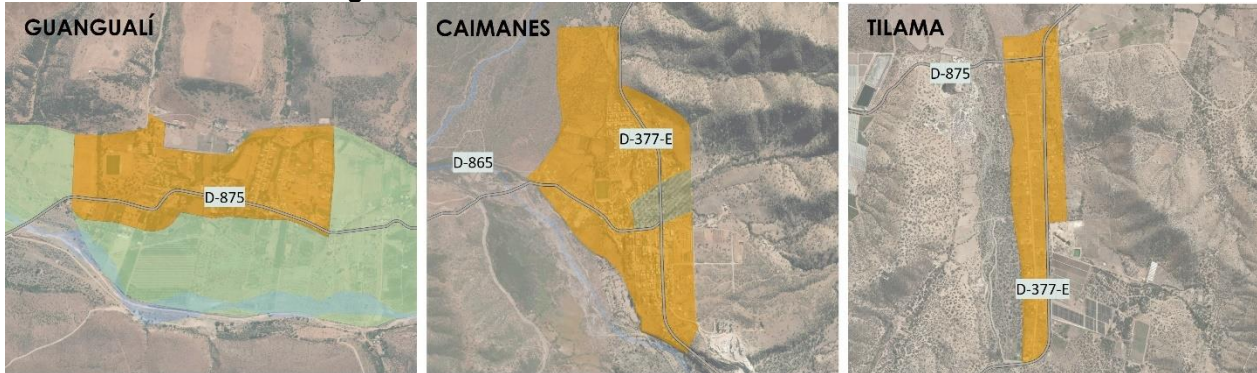 GUANGUALÍ
D-875
CAIMANES
D-377-E
D-865
TILAMA
D-875
D-377-E